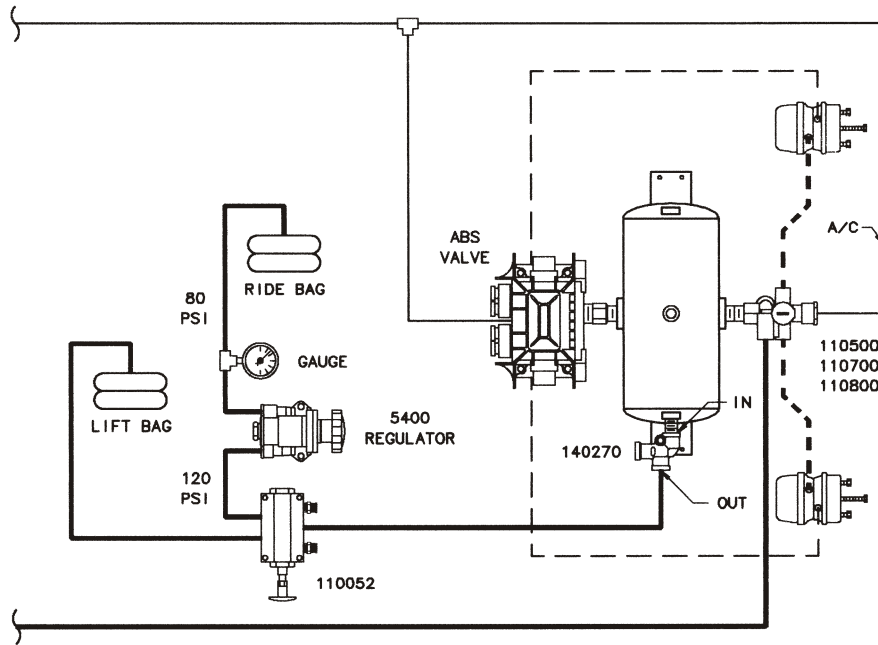 A/C
ABS
VALVE
RIDE BAG
80
PSI
GAUGE
110500
110700
110800
LIFT BAG
5400
REGULATOR
IN
140270
120
PSI
OUT
110052